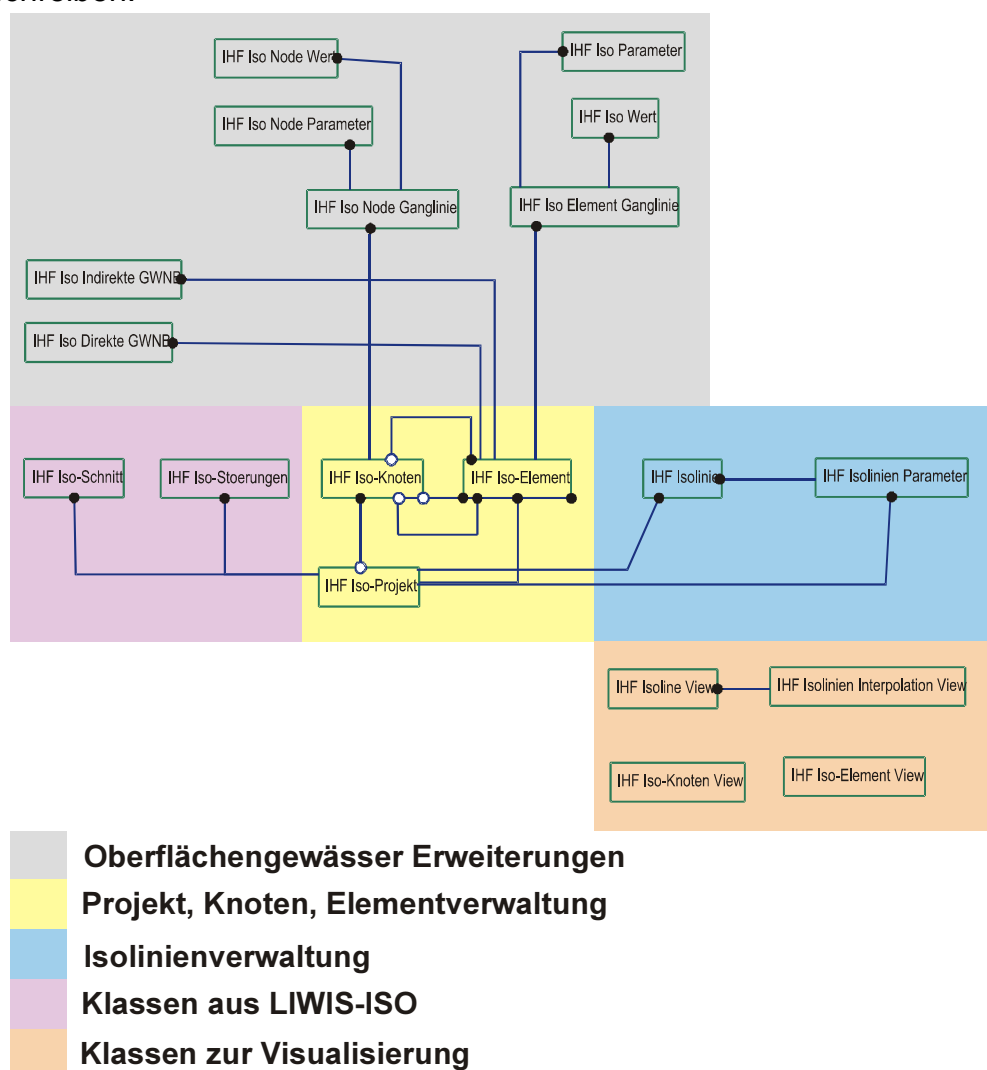 IHF Iso Node Wert
IHF Iso Parameter
IHF Iso Node Parameter
IHF Iso Wert
IHF Iso Node Ganglinie
IHF Iso Element Ganglinie
IHF Iso Indirekte GWNB
IHF Iso Direkte GWNB
IHF Iso-Schnitt
IHF Iso-Stoerungen
IHF Iso-Knoten
IHF Iso-Element
IHF Isolinie
IHF Isolinien Parameter
IHF Iso-Projekt
IHF Isoline View
IHF Isolinien Interpolation View
IHF Iso-Knoten View
IHF Iso-Element View
Oberflächengewässer Erweiterungen
Projekt, Knoten, Elementverwaltung
Isolinienverwaltung
Klassen aus LIWIS-ISO
Klassen zur Visualisierung